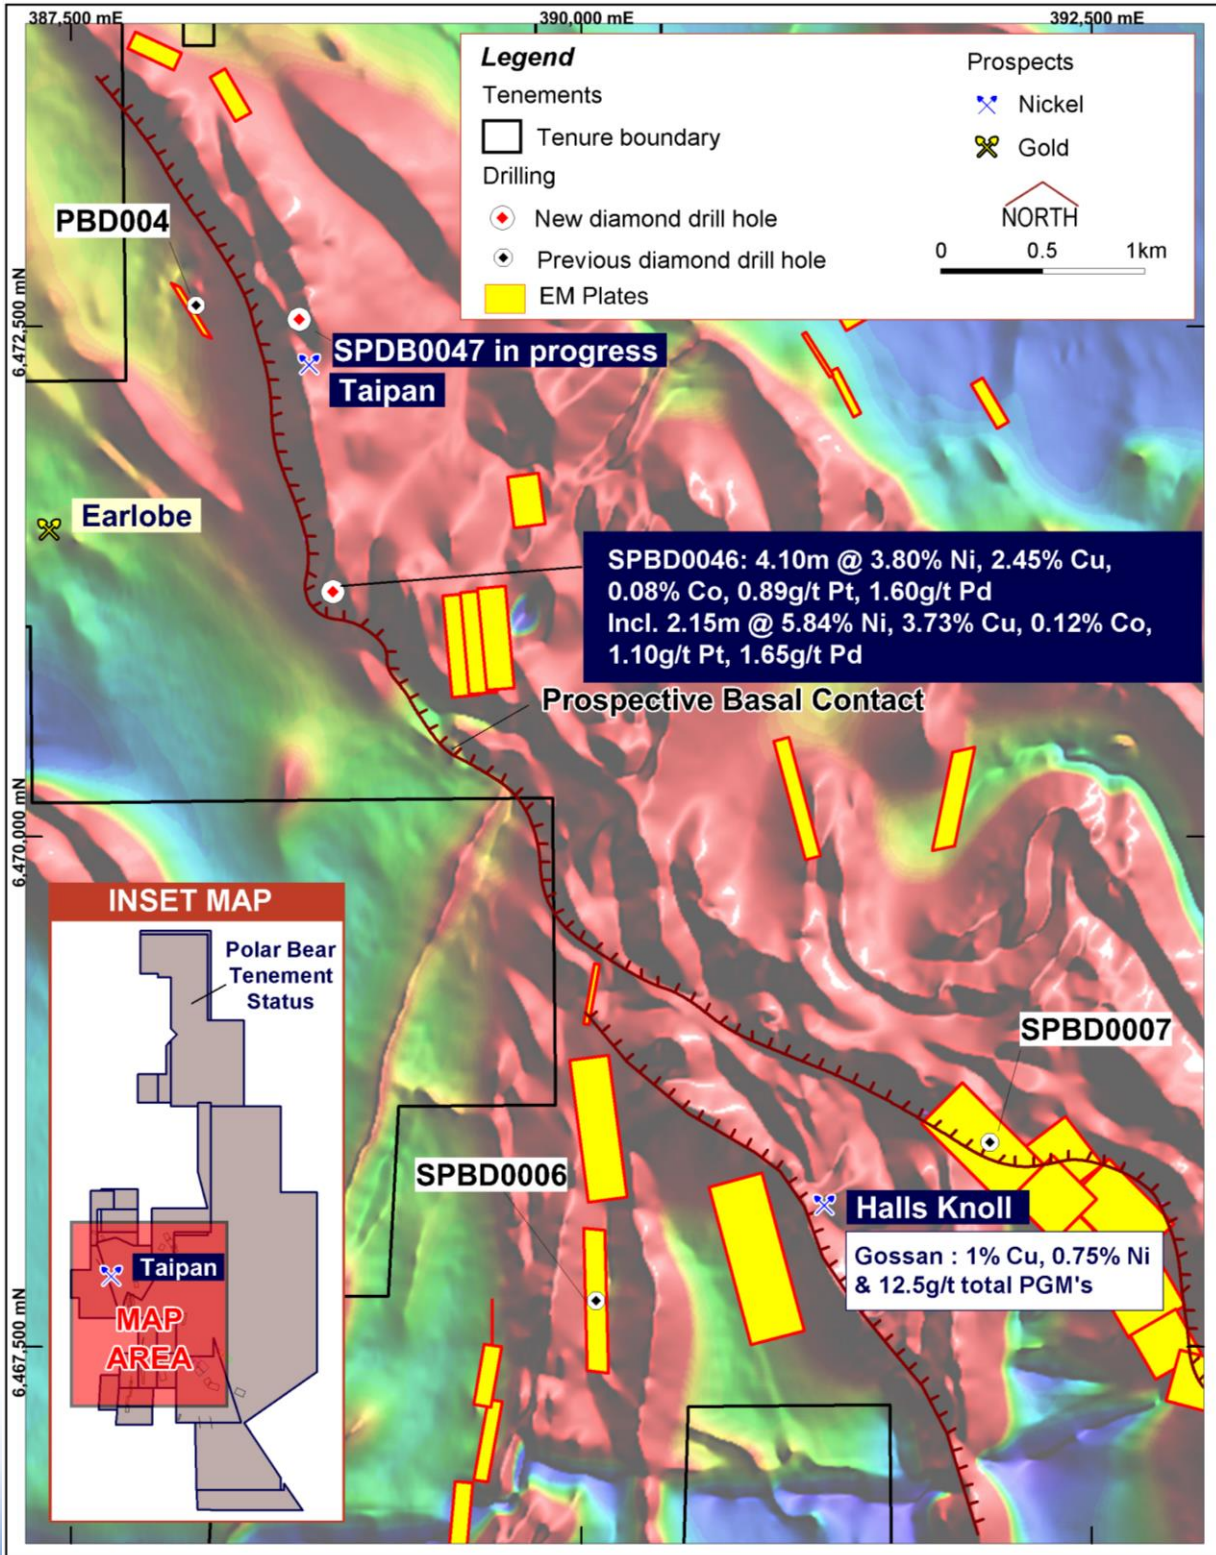 387,500 mE
390,000 mE
392,500 mE
Legend
Tenements
Tenure boundary
Drilling
New diamond drill hole
Previous diamond drill hole
EM Plates
Prospects
Nickel
Gold
NORTH
0 0.5 1km
PBD004
6,472,500 mN
SPDB0047 in progress
Taipan
Earlobe
SPBD0046: 4.10m @ 3.80% Ni, 2.45% Cu,
0.08% Co, 0.89g/t Pt, 1.60g/t Pd
Incl. 2.15m @ 5.84% Ni, 3.73% Cu, 0.12% Co,
1.10g/t Pt, 1.65g/t Pd
Prospective Basal Contact
6,470,000 mN
INSET MAP
Polar Bear
Tenement
Status
Taipan
MAP
AREA
SPBD0007
SPBD0006
Halls Knoll
Gossan : 1% Cu, 0.75% Ni
& 12.5g/t total PGM's
6,467,500 mN